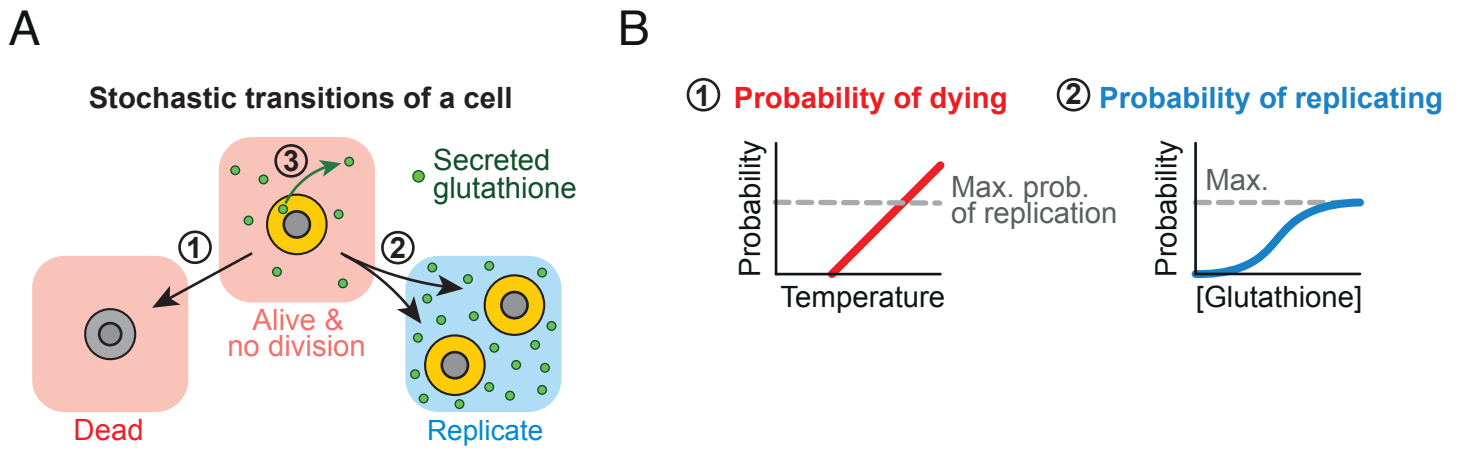 A
Stochastic transitions of a cell
3
Secreted
glutathione
1
2
Alive &
no division
Dead
Replicate
B
1 Probability of dying
Probability
Max. prob.
of replication
Temperature
2 Probability of replicating
Probability
Max.
[Glutathione]